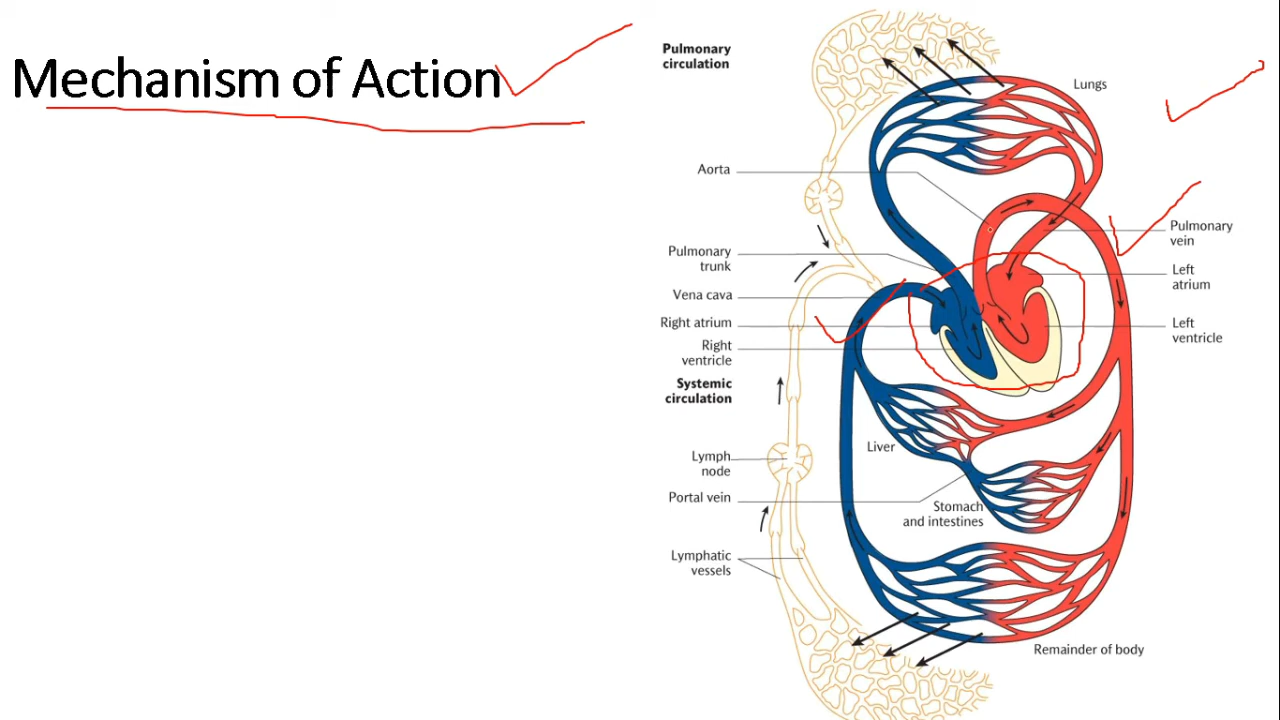 Mechanism of Action
Pulmonary
circulation
Lungs
Aorta
Pulmonary
vein
Pulmonary
trunk
Left
atrium
Vena cava
Right atrium
Left
ventricle
Right
ventricle
Systemic
circulation
Liver
Lymph
node
Portal vein
Stomach
and intestines
Lymphatic
vessels
Remainder of body